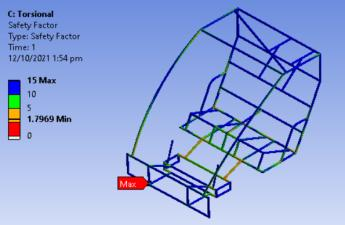 C: Torsional
Safety Factor
Type: Safety Factor
Time: 1
12/10/2021 1:54 pm
15 Max
10
5
1.7969 Min
0
Max